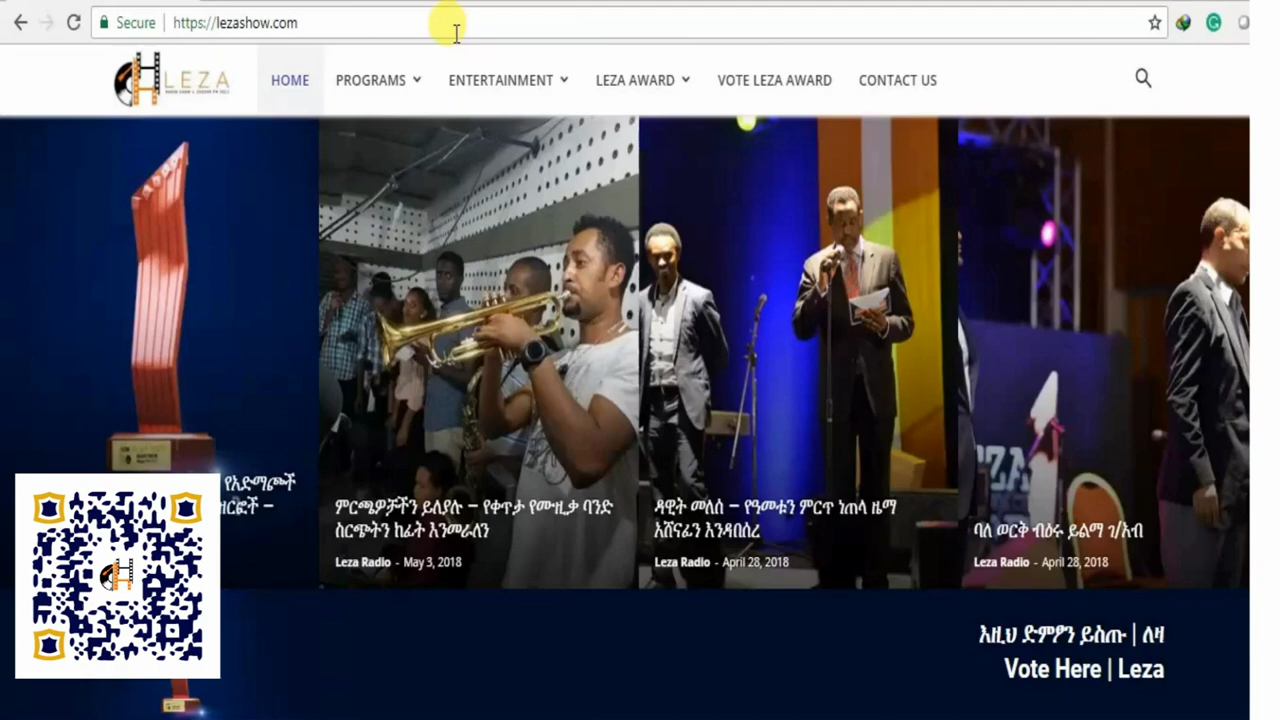 Secure | https://lezashow.com
LEZA
HOME
PROGRAMS
ENTERTAINMENT
LEZA AWARD
VOTE LEZA AWARD
CONTACT US
የአድማጮች
ምርጫዎቻችን ይለያሉ – የቀጥታ የሙዚቃ ባንድ
ስርጭትን ከፊት እንመራለን
Leza Radio - May 3, 2018
ዳዊት መለሰ – የዓመቱን ምርጥ ነጠላ ዜማ
አሸናፊን እንዳበሰረ
Leza Radio - April 28, 2018
ባለ ወርቅ ብዕሩ ይልማ ገ/አብ
Leza Radio - April 28, 2018
እዚህ ድምፆን ይስጡ | ለዛ
Vote Here | Leza